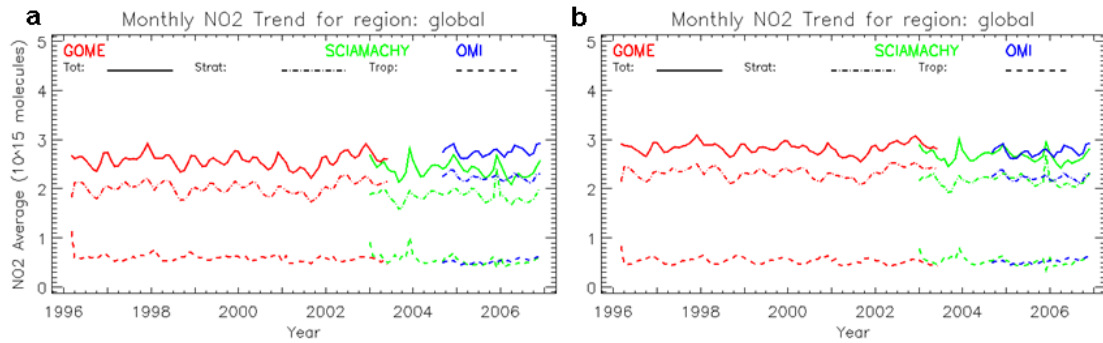 a
Monthly NO2 Trend for region: global
GOME SCIAMACHY OMI
Tot: Strat: Trop:
NO2 Average (10^15 molecules)
5
4
3
2
1
0
1996 1998 2000 2002 2004 2006
Year
b
Monthly NO2 Trend for region: global
GOME SCIAMACHY OMI
Tot: Strat: Trop:
5
4
3
2
1
0
1996 1998 2000 2002 2004 2006
Year